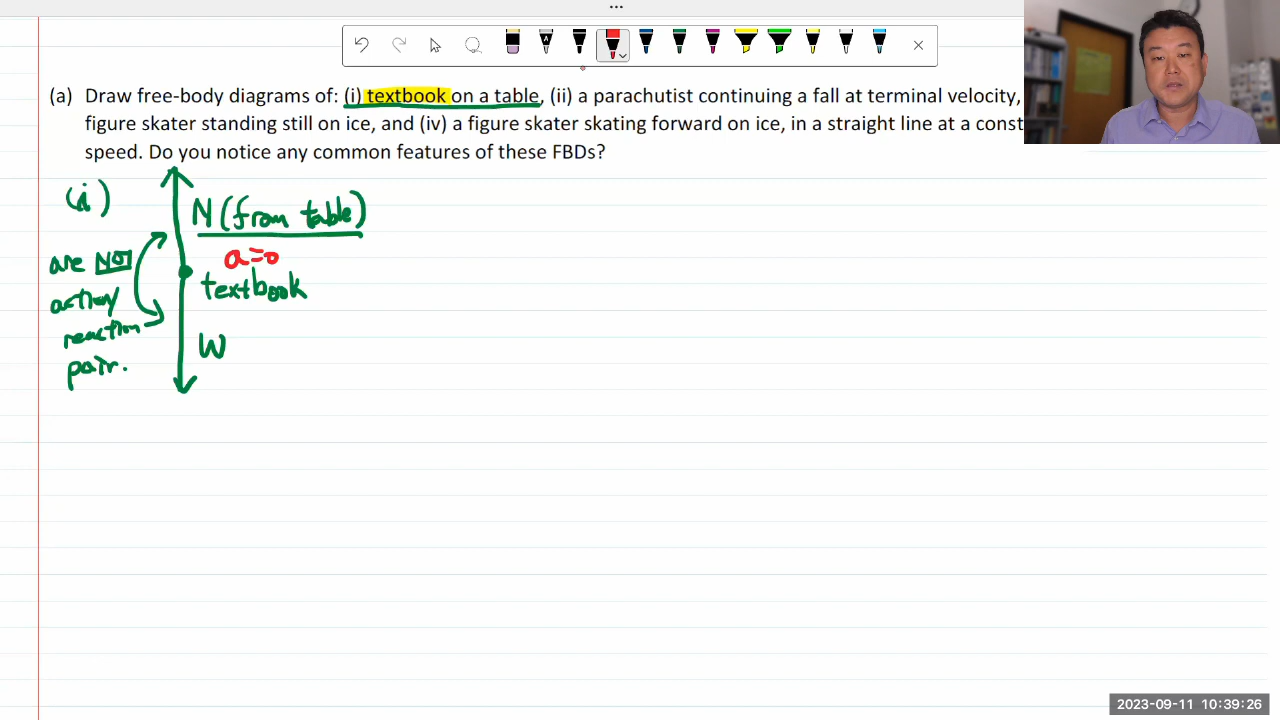 (a) Draw free-body diagrams of: (i) textbook on a table, (ii) a parachutist continuing a fall at terminal velocity,
figure skater standing still on ice, and (iv) a figure skater skating forward on ice, in a straight line at a const
speed. Do you notice any common features of these FBDs?
(i)
N (from table)
a=0
textbook
are NOT
action/
reaction
pair.
W
2023-09-11 10:39:26